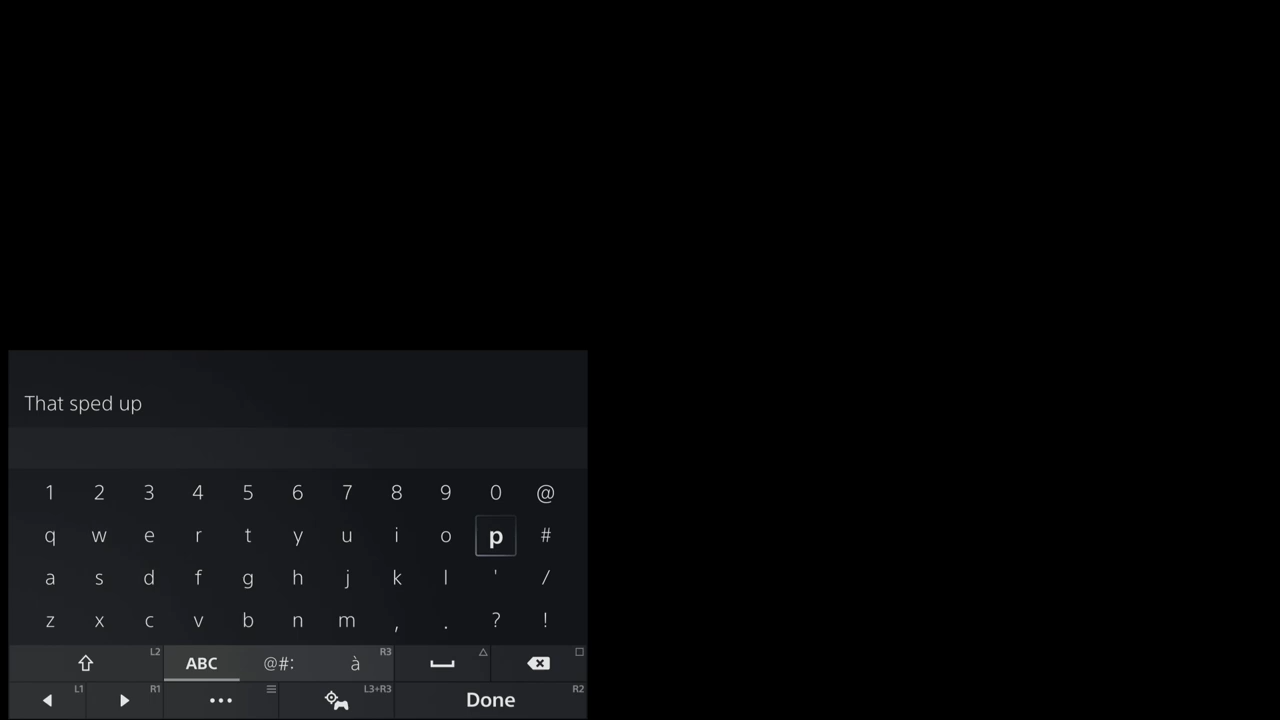 That sped up
1 2 3 4 5 6 7 8 9 0 @
q w e r t y u i o p #
a s d f g h j k l ' /
z x c v b n m , . ? !
L2 ABC @#: à R3
L1 R1 ••• L3+R3 Done R2